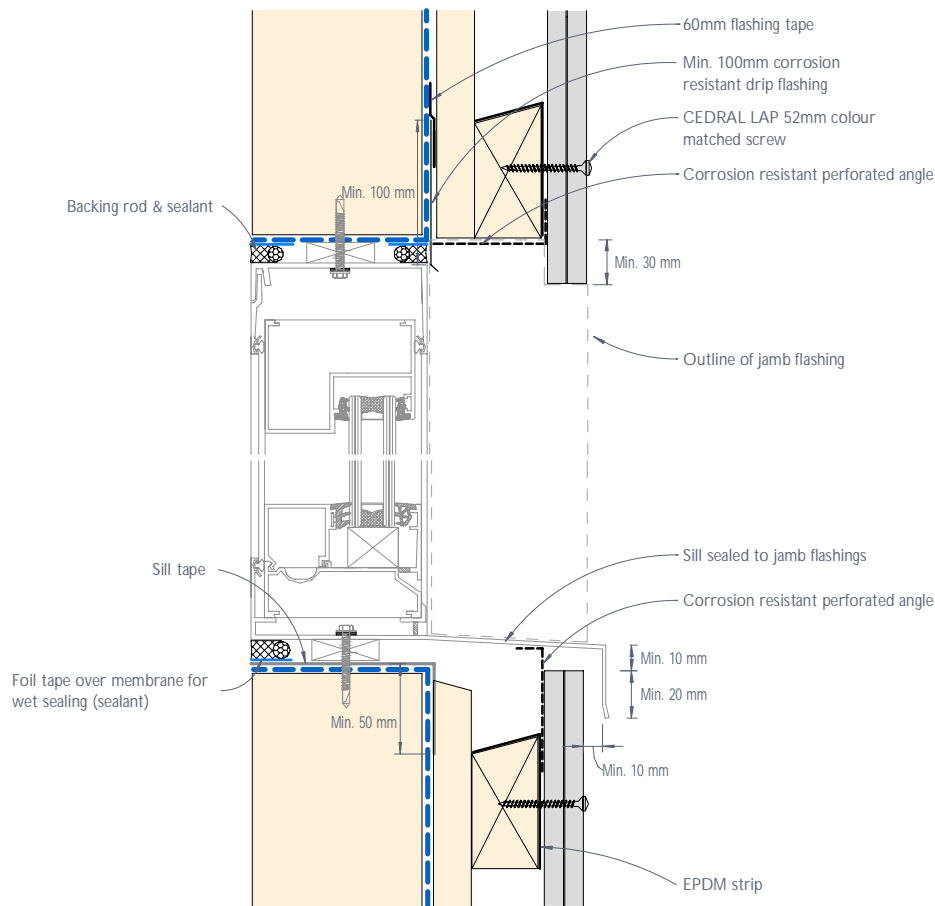 60mm flashing tape
Min. 100mm corrosion
resistant drip flashing
CEDRAL LAP 52mm colour
matched screw
Corrosion resistant perforated angle
Min. 100 mm
Backing rod & sealant
Min. 30 mm
Outline of jamb flashing
Sill sealed to jamb flashings
Sill tape
Corrosion resistant perforated angle
Min. 10 mm
Foil tape over membrane for
wet sealing (sealant)
Min. 20 mm
Min. 50 mm
Min. 10 mm
EPDM strip